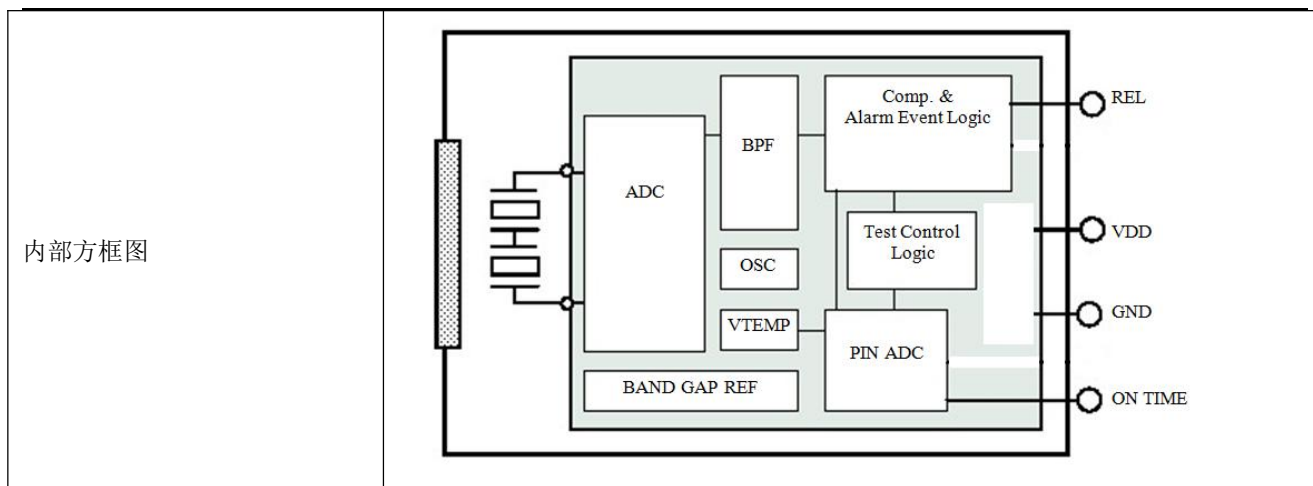 内部方框图
ADC
BPF
Comp. &
Alarm Event Logic
Test Control
Logic
OSC
VTEMP
PIN ADC
BAND GAP REF
REL
VDD
GND
ON TIME